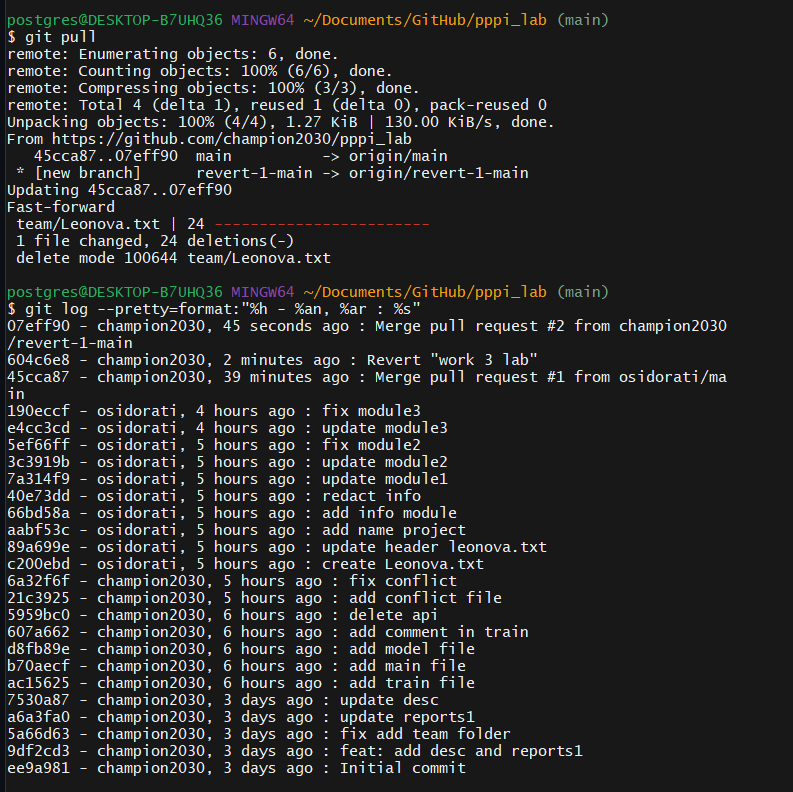 postgres@DESKTOP-B7UHQ36 MINGW64 ~/Documents/GitHub/pppi_lab (main)
$ git pull
remote: Enumerating objects: 6, done.
remote: Counting objects: 100% (6/6), done.
remote: Compressing objects: 100% (3/3), done.
remote: Total 4 (delta 1), reused 1 (delta 0), pack-reused 0
Unpacking objects: 100% (4/4), 1.27 KiB | 130.00 KiB/s, done.
From https://github.com/champion2030/pppi_lab
   45cca87..07eff90  main          -> origin/main
 * [new branch]      revert-1-main -> origin/revert-1-main
Updating 45cca87..07eff90
Fast-forward
 team/Leonova.txt | 24 ------------------------
 1 file changed, 24 deletions(-)
 delete mode 100644 team/Leonova.txt
postgres@DESKTOP-B7UHQ36 MINGW64 ~/Documents/GitHub/pppi_lab (main)
$ git log --pretty=format:"%h - %an, %ar : %s"
07eff90 - champion2030, 45 seconds ago : Merge pull request #2 from champion2030
/revert-1-main
604c6e8 - champion2030, 2 minutes ago : Revert "work 3 lab"
45cca87 - champion2030, 39 minutes ago : Merge pull request #1 from osidorati/ma
in
190eccf - osidorati, 4 hours ago : fix module3
e4cc3cd - osidorati, 4 hours ago : update module3
5ef66ff - osidorati, 5 hours ago : fix module2
3c3919b - osidorati, 5 hours ago : update module2
7a314f9 - osidorati, 5 hours ago : update module1
40e73dd - osidorati, 5 hours ago : redact info
66bd58a - osidorati, 5 hours ago : add info module
aabf53c - osidorati, 5 hours ago : add name project
89a699e - osidorati, 5 hours ago : update header leonova.txt
c200ebd - osidorati, 5 hours ago : create Leonova.txt
6a32f6f - champion2030, 5 hours ago : fix conflict
21c3925 - champion2030, 5 hours ago : add conflict file
5959bc0 - champion2030, 6 hours ago : delete api
607a662 - champion2030, 6 hours ago : add comment in train
d8fb89e - champion2030, 6 hours ago : add model file
b70aecf - champion2030, 6 hours ago : add main file
ac15625 - champion2030, 6 hours ago : add train file
7530a87 - champion2030, 3 days ago : update desc
a6a3fa0 - champion2030, 3 days ago : update reports1
5a66d63 - champion2030, 3 days ago : fix add team folder
9df2cd3 - champion2030, 3 days ago : feat: add desc and reports1
ee9a981 - champion2030, 3 days ago : Initial commit